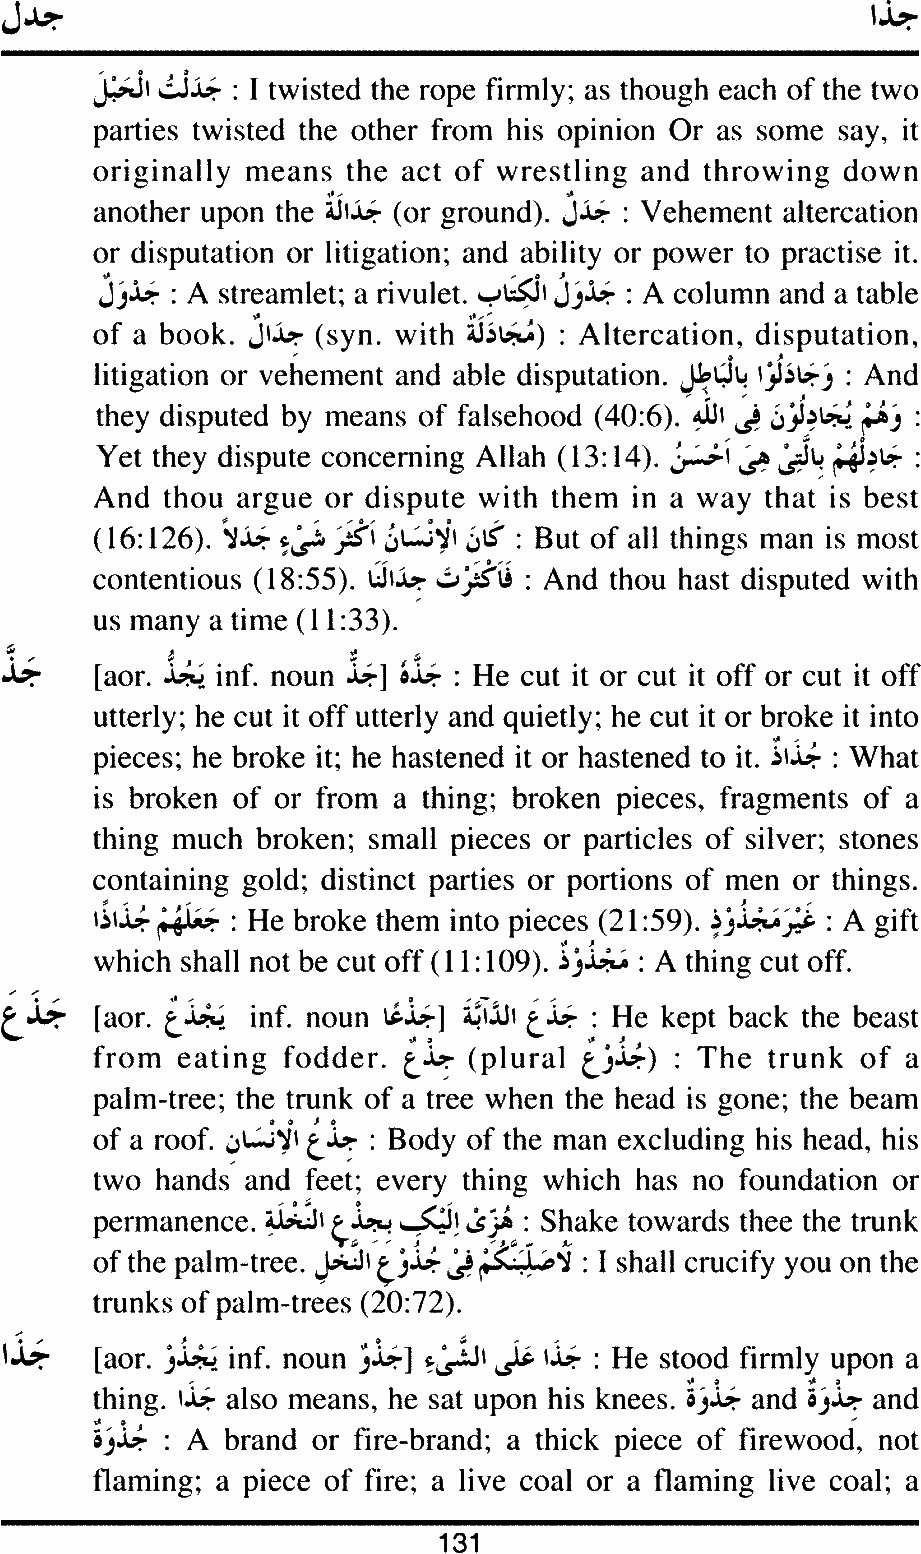 جدل جذا
جَدَلْتُ الْحَبْلَ : I twisted the rope firmly; as though each of the two
parties twisted the other from his opinion Or as some say, it
originally means the act of wrestling and throwing down
another upon the جَدَالَةٌ (or ground). جَدَلٌ : Vehement altercation
or disputation or litigation; and ability or power to practise it.
جَدْوَلٌ : A streamlet; a rivulet. جَدْوَلُ الْكِتَابِ : A column and a table
of a book. جِدَالٌ (syn. with مُجَادَلَةٌ) : Altercation, disputation,
litigation or vehement and able disputation. وَجَادَلُوْا بِالْبَاطِلِ : And
they disputed by means of falsehood (40:6). وَهُمْ يُجَادِلُوْنَ فِى اللّٰهِ :
Yet they dispute concerning Allah (13:14). جَادِلْهُمْ بِالَّتِىْ هِىَ اَحْسَنُ :
And thou argue or dispute with them in a way that is best
(16:126). كَانَ الْاِنْسَانُ اَكْثَرَ شَىْءٍ جَدَلاً : But of all things man is most
contentious (18:55). فَاَكْثَرْتَ جِدَالَنَا : And thou hast disputed with
us many a time (11:33).
جَذَّ [aor. يَجُذُّ inf. noun جَذٌّ] جَذَّهُ : He cut it or cut it off or cut it off
utterly; he cut it off utterly and quietly; he cut it or broke it into
pieces; he broke it; he hastened it or hastened to it. جُذَاذٌ : What
is broken of or from a thing; broken pieces, fragments of a
thing much broken; small pieces or particles of silver; stones
containing gold; distinct parties or portions of men or things.
جَعَلَهُمْ جُذَاذًا : He broke them into pieces (21:59). غَيْرَ مَجْذُوْذٍ : A gift
which shall not be cut off (11:109). مَجْذُوْذٌ : A thing cut off.
جَذَعَ [aor. يَجْذَعُ inf. noun جَذْعًا] جَذَعَ الدَّآبَّةَ : He kept back the beast
from eating fodder. جِذْعٌ (plural جُذُوْعٌ) : The trunk of a
palm-tree; the trunk of a tree when the head is gone; the beam
of a roof. جِذْعُ الْاِنْسَانِ : Body of the man excluding his head, his
two hands and feet; every thing which has no foundation or
permanence. هُزِّىْ اِلَيْكِ بِجِذْعِ النَّخْلَةِ : Shake towards thee the trunk
of the palm-tree. لَاُصَلِّبَنَّكُمْ فِىْ جُذُوْعِ النَّخْلِ : I shall crucify you on the
trunks of palm-trees (20:72).
جَذَا [aor. يَجْذُوْ inf. noun جَذْوٌ] جَذَا عَلَى الشَّىْءِ : He stood firmly upon a
thing. جَذَا also means, he sat upon his knees. جَذْوَةٌ and جِذْوَةٌ and
جُذْوَةٌ : A brand or fire-brand; a thick piece of firewood, not
flaming; a piece of fire; a live coal or a flaming live coal; a
131